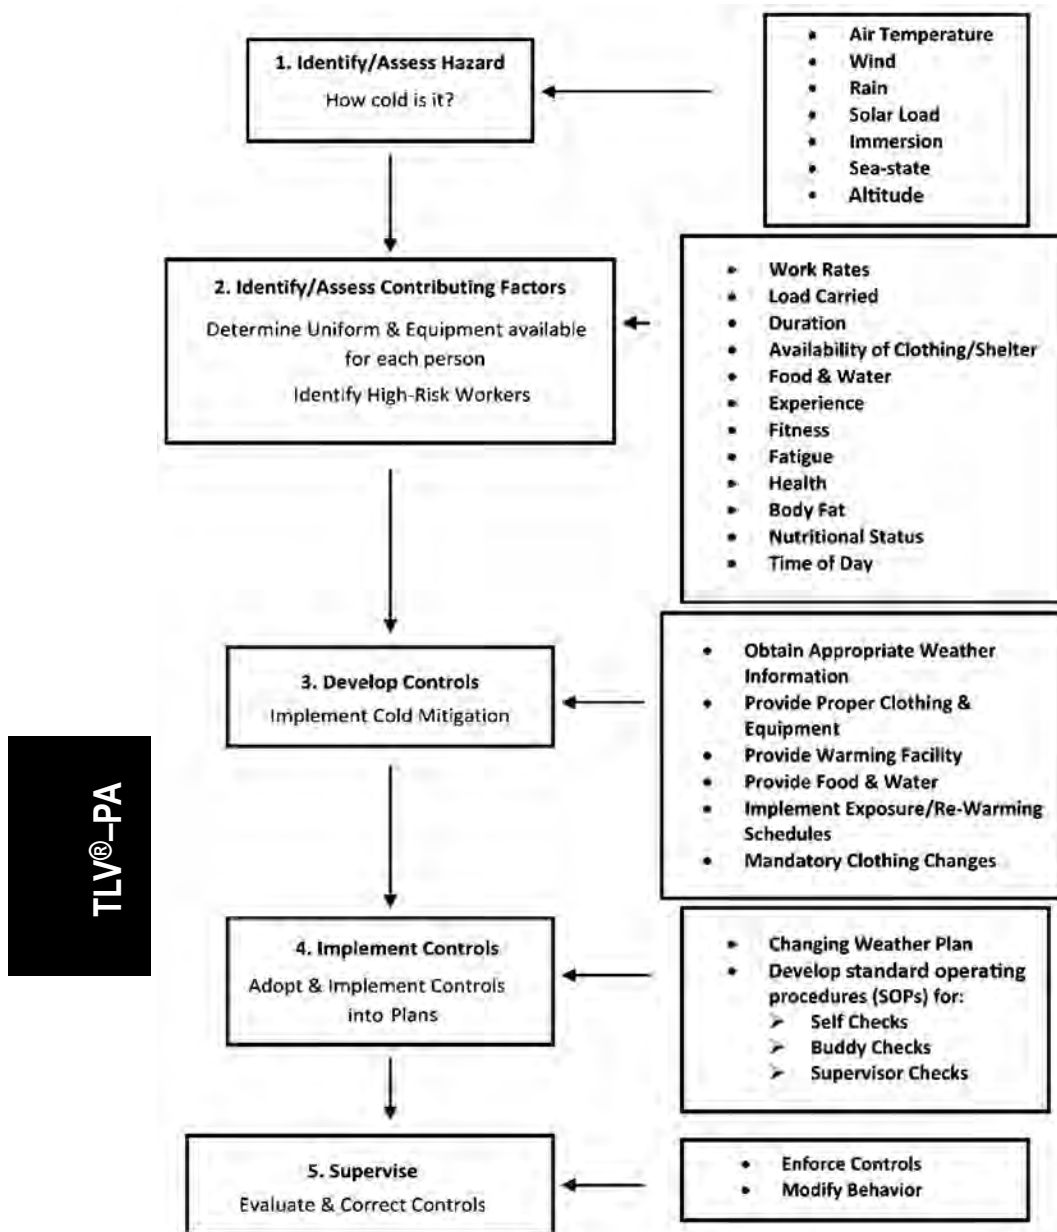 1. Identify/Assess Hazard
How cold is it?
• Air Temperature
• Wind
• Rain
• Solar Load
• Immersion
• Sea-state
• Altitude
2. Identify/Assess Contributing Factors
Determine Uniform & Equipment available
for each person
Identify High-Risk Workers
• Work Rates
• Load Carried
• Duration
• Availability of Clothing/Shelter
• Food & Water
• Experience
• Fitness
• Fatigue
• Health
• Body Fat
• Nutritional Status
• Time of Day
3. Develop Controls
Implement Cold Mitigation
• Obtain Appropriate Weather
Information
• Provide Proper Clothing &
Equipment
• Provide Warming Facility
• Provide Food & Water
• Implement Exposure/Re-Warming
Schedules
• Mandatory Clothing Changes
TLV®–PA
4. Implement Controls
Adopt & Implement Controls
into Plans
• Changing Weather Plan
• Develop standard operating
procedures (SOPs) for:
➢ Self Checks
➢ Buddy Checks
➢ Supervisor Checks
5. Supervise
Evaluate & Correct Controls
• Enforce Controls
• Modify Behavior